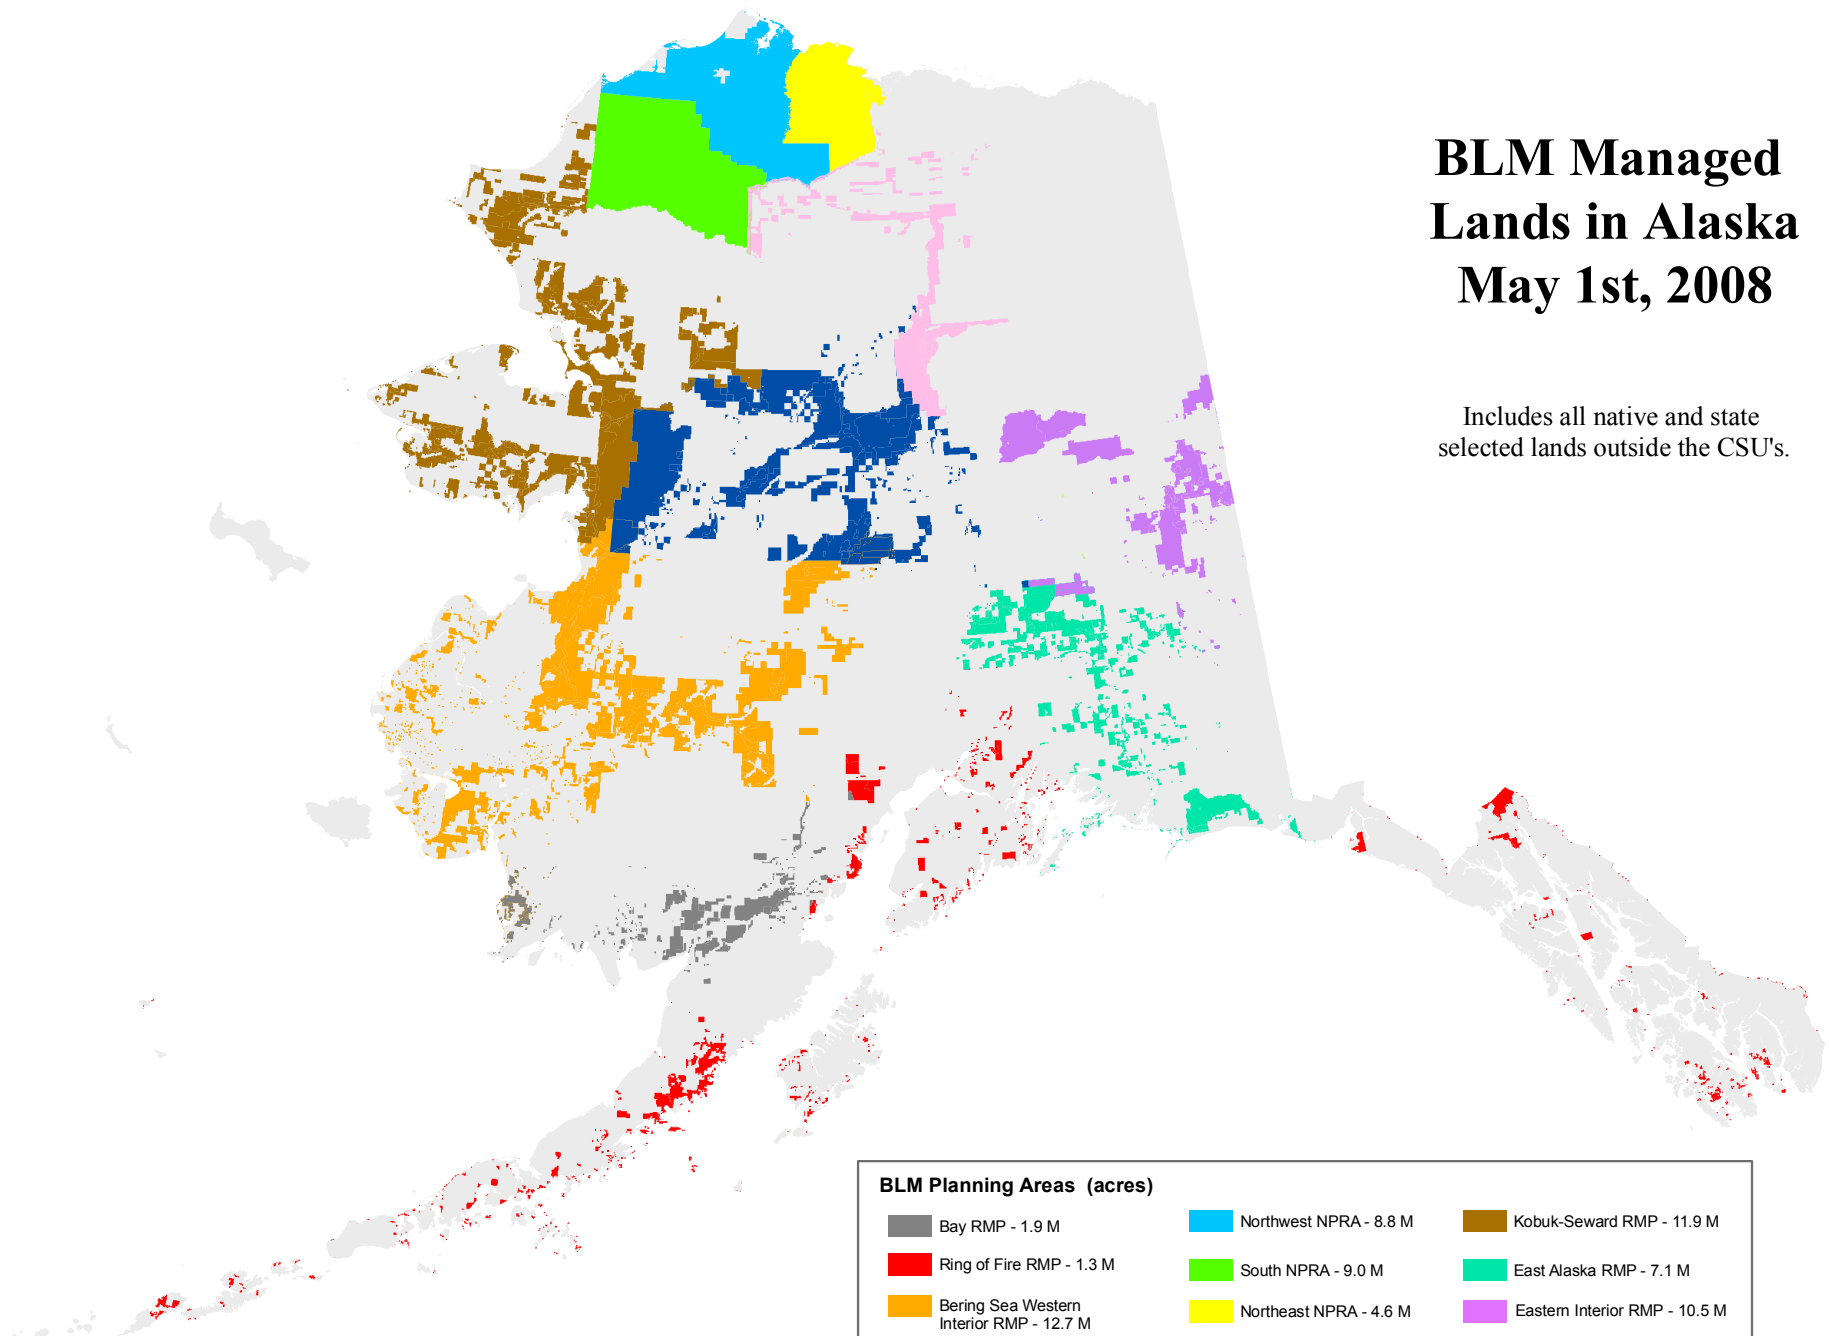 BLM Managed
Lands in Alaska
May 1st, 2008
Includes all native and state
selected lands outside the CSU's.
BLM Planning Areas (acres)
Bay RMP - 1.9 M
Ring of Fire RMP - 1.3 M
Bering Sea Western
Interior RMP - 12.7 M
Northwest NPRA - 8.8 M
South NPRA - 9.0 M
Northeast NPRA - 4.6 M
Kobuk-Seward RMP - 11.9 M
East Alaska RMP - 7.1 M
Eastern Interior RMP - 10.5 M